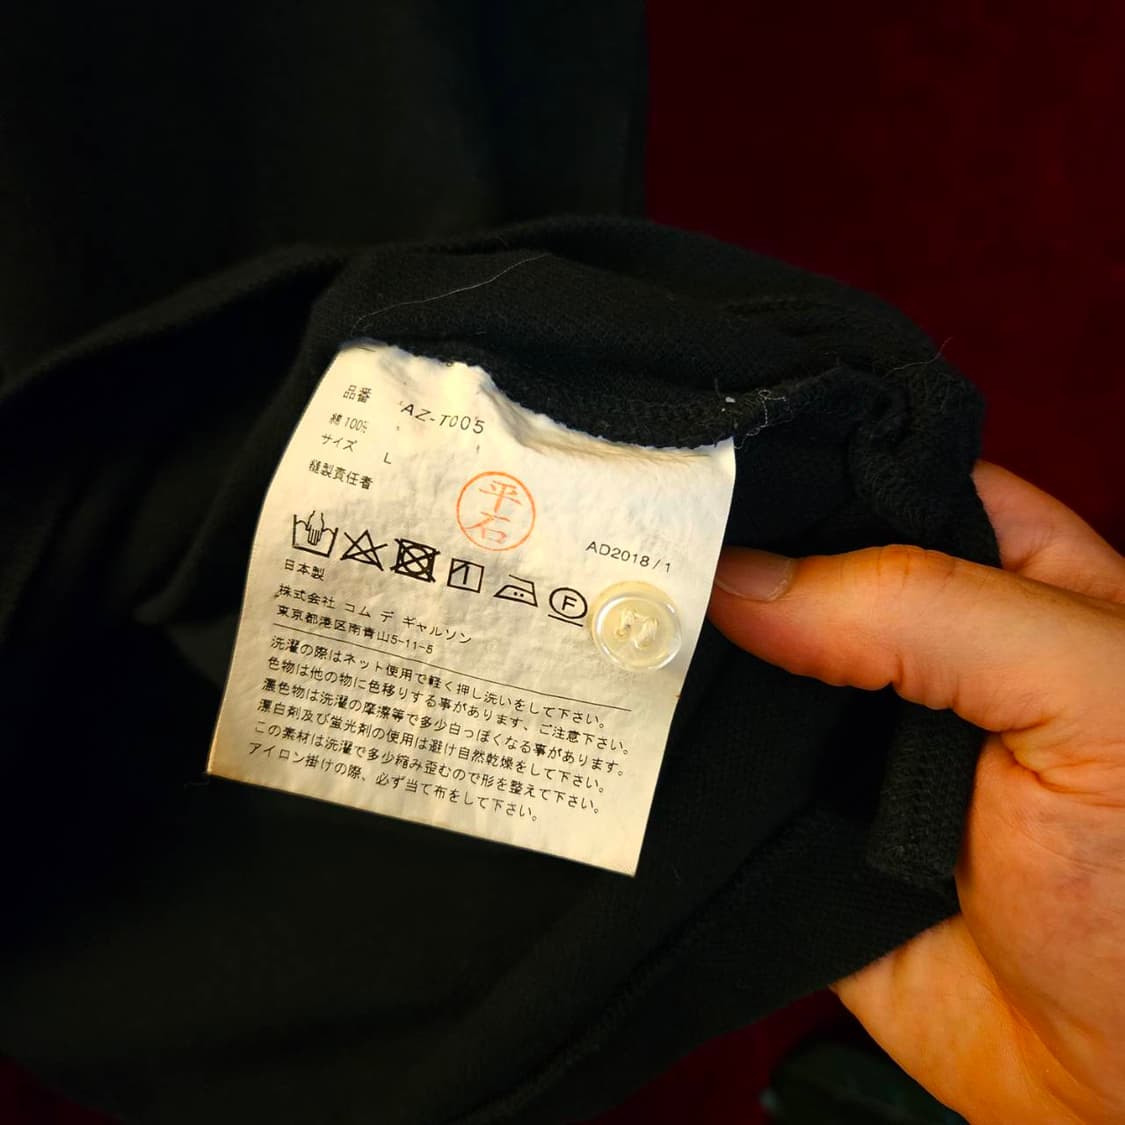 品番 AZ-T005
綿100%
サイズ L
縫製責任者
平石
AD2018/1
F
日本製
株式会社 コム デ ギャルソン
東京都港区南青山5-11-5
洗濯の際はネット使用で軽く押し洗いをして下さい。
色物は他の物に色移りする事があります、ご注意下さい。
濃色物は洗濯の摩擦等で多少白っぽくなる事があります。
漂白剤及び蛍光剤の使用は避け自然乾燥をして下さい。
この素材は洗濯で多少縮み歪むので形を整えて下さい。
アイロン掛けの際、必ず当て布をして下さい。